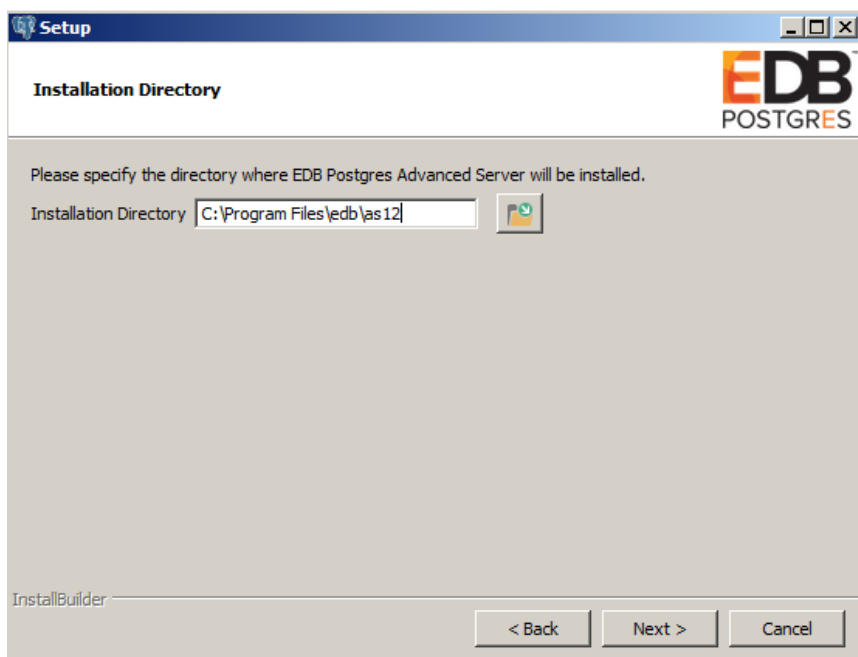 Setup
Installation Directory
EDB
POSTGRES
Please specify the directory where EDB Postgres Advanced Server will be installed.
Installation Directory C:\Program Files\edb\as12
InstallBuilder
< Back Next > Cancel